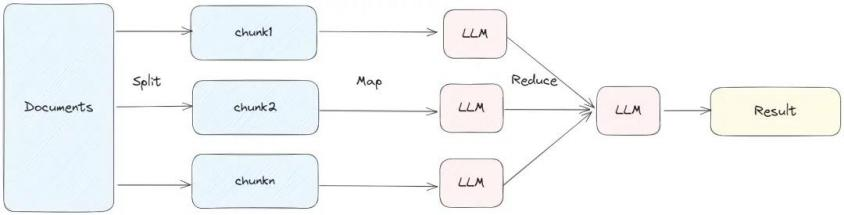 chunk1
LLM
Split
Map
Reduce
Documents
chunk2
LLM
LLM
Result
chunkn
LLM